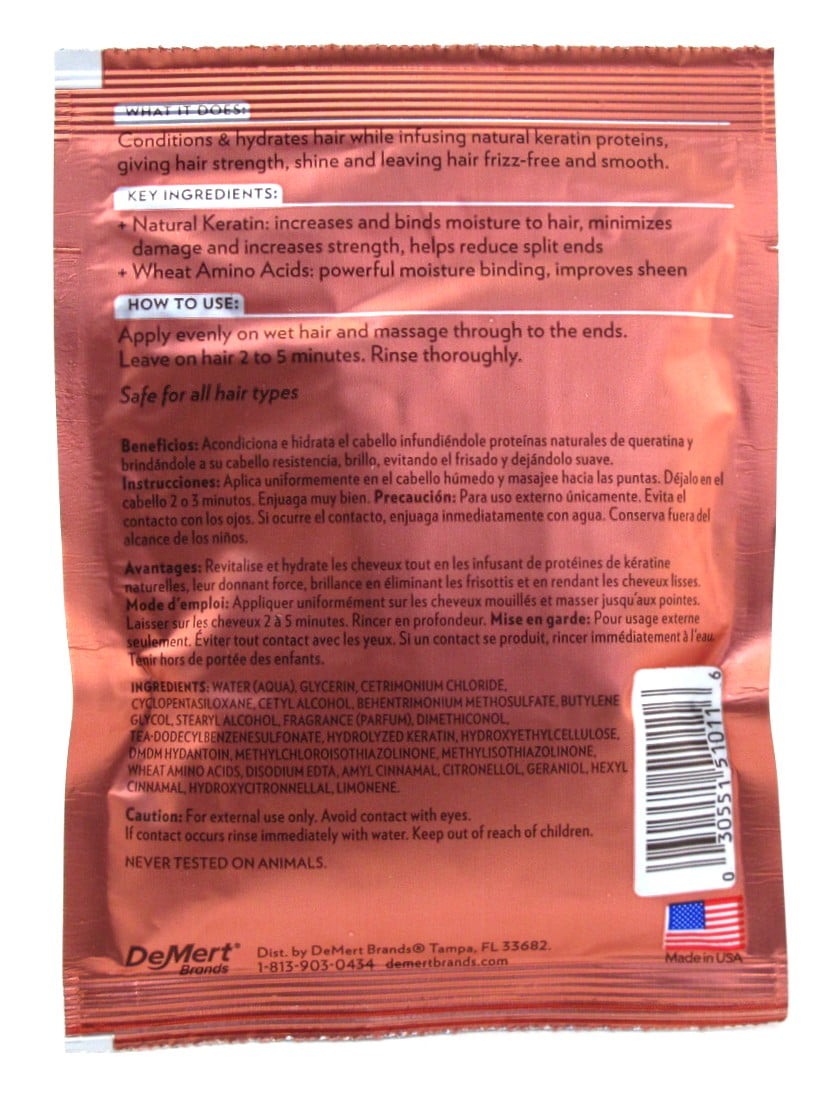 WHAT IT DOES:
Conditions & hydrates hair while infusing natural keratin proteins,
giving hair strength, shine and leaving hair frizz-free and smooth.
KEY INGREDIENTS:
+ Natural Keratin: increases and binds moisture to hair, minimizes
damage and increases strength, helps reduce split ends
+ Wheat Amino Acids: powerful moisture binding, improves sheen
HOW TO USE:
Apply evenly on wet hair and massage through to the ends.
Leave on hair 2 to 5 minutes. Rinse thoroughly.
Safe for all hair types
Beneficios: Acondiciona e hidrata el cabello infundiéndole proteínas naturales de queratina y
brindándole a su cabello resistencia, brillo, evitando el frisado y dejándolo suave.
Instrucciones: Aplica uniformemente en el cabello húmedo y masajee hacia las puntas. Déjalo en el
cabello 2 o 3 minutos. Enjuaga muy bien. Precaución: Para uso externo únicamente. Evita el
contacto con los ojos. Si ocurre el contacto, enjuaga inmediatamente con agua. Conserva fuera del
alcance de los niños.
Avantages: Revitalise et hydrate les cheveux tout en les infusant de protéines de kératine
naturelles, leur donnant force, brillance en éliminant les frisottis et en rendant les cheveux lisses.
Mode d'emploi: Appliquer uniformément sur les cheveux mouillés et masser jusqu'aux pointes.
Laisser sur les cheveux 2 à 5 minutes. Rincer en profondeur. Mise en garde: Pour usage externe
seulement. Éviter tout contact avec les yeux. Si un contact se produit, rincer immédiatement à l'eau.
Tenir hors de portée des enfants.
INGREDIENTS: WATER (AQUA), GLYCERIN, CETRIMONIUM CHLORIDE,
CYCLOPENTASILOXANE, CETYL ALCOHOL, BEHENTRIMONIUM METHOSULFATE, BUTYLENE
GLYCOL, STEARYL ALCOHOL, FRAGRANCE (PARFUM), DIMETHICONOL,
TEA-DODECYLBENZENESULFONATE, HYDROLYZED KERATIN, HYDROXYETHYLCELLULOSE,
DMDM HYDANTOIN, METHYLCHLOROISOTHIAZOLINONE, METHYLISOTHIAZOLINONE,
WHEAT AMINO ACIDS, DISODIUM EDTA, AMYL CINNAMAL, CITRONELLOL, GERANIOL, HEXYL
CINNAMAL, HYDROXYCITRONNELLAL, LIMONENE.
Caution: For external use only. Avoid contact with eyes.
If contact occurs rinse immediately with water. Keep out of reach of children.
NEVER TESTED ON ANIMALS.
0 30551 51011 6
DeMert®
Brands
Dist. by DeMert Brands® Tampa, FL 33682.
1-813-903-0434 demertbrands.com
Made in USA